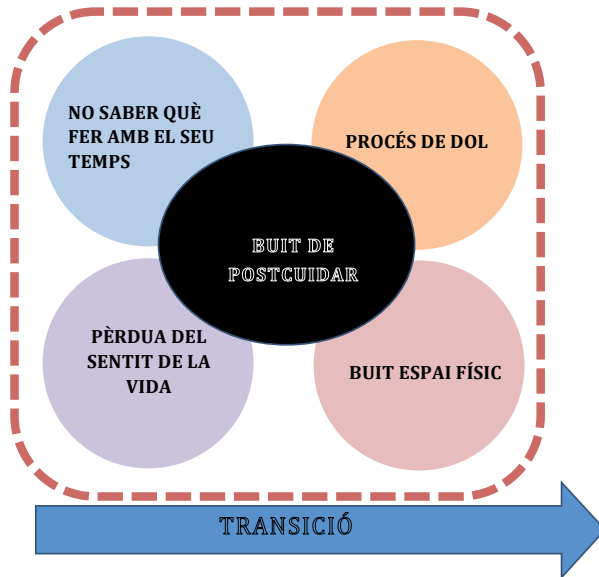 NO SABER QUÈ
FER AMB EL SEU
TEMPS
PROCÉS DE DOL
BUIT DE
POSTCUIDAR
PÈRDUA DEL
SENTIT DE LA
VIDA
BUIT ESPAI FÍSIC
TRANSICIÓ